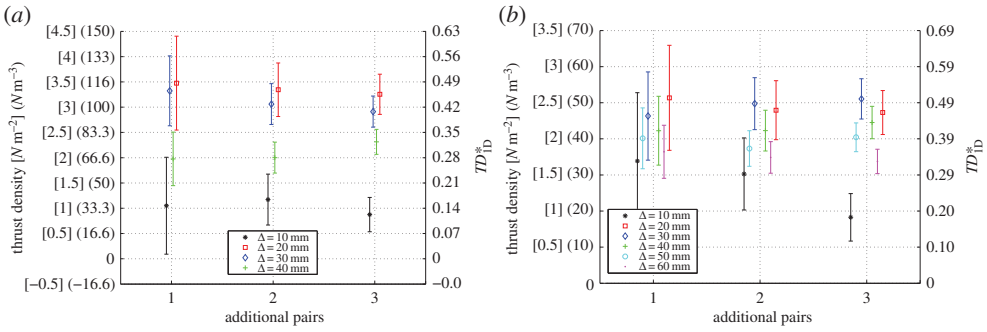 (a)
thrust density [N m−2] (N m−3)
[4.5] (150)
[4] (133)
[3.5] (116)
[3] (100)
[2.5] (83.3)
[2] (66.6)
[1.5] (50)
[1] (33.3)
[0.5] (16.6)
0
[−0.5] (−16.6)
0.63
0.56
0.49
0.42
0.35
0.28
0.21
0.14
0.07
0
−0.0
TD*1D
Δ = 10 mm
Δ = 20 mm
Δ = 30 mm
Δ = 40 mm
1 2 3
additional pairs
(b)
thrust density [N m−2] (N m−3)
[3.5] (70)
[3] (60)
[2.5] (50)
[2] (40)
[1.5] (30)
[1] (20)
[0.5] (10)
0
0.69
0.59
0.49
0.39
0.29
0.20
0.10
0
TD*1D
Δ = 10 mm
Δ = 20 mm
Δ = 30 mm
Δ = 40 mm
Δ = 50 mm
Δ = 60 mm
1 2 3
additional pairs